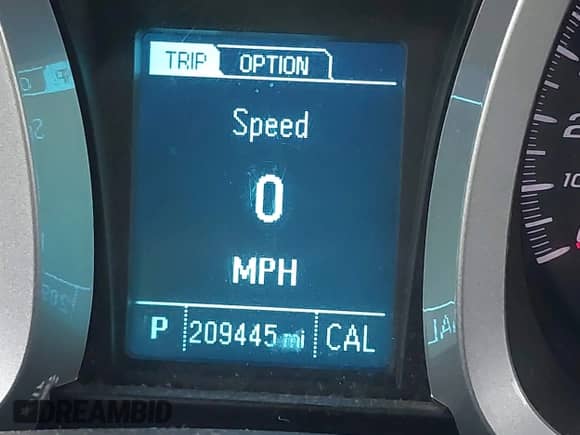 TRIP OPTION
Speed
0
MPH
P 209445 mi CAL
DREAMBID